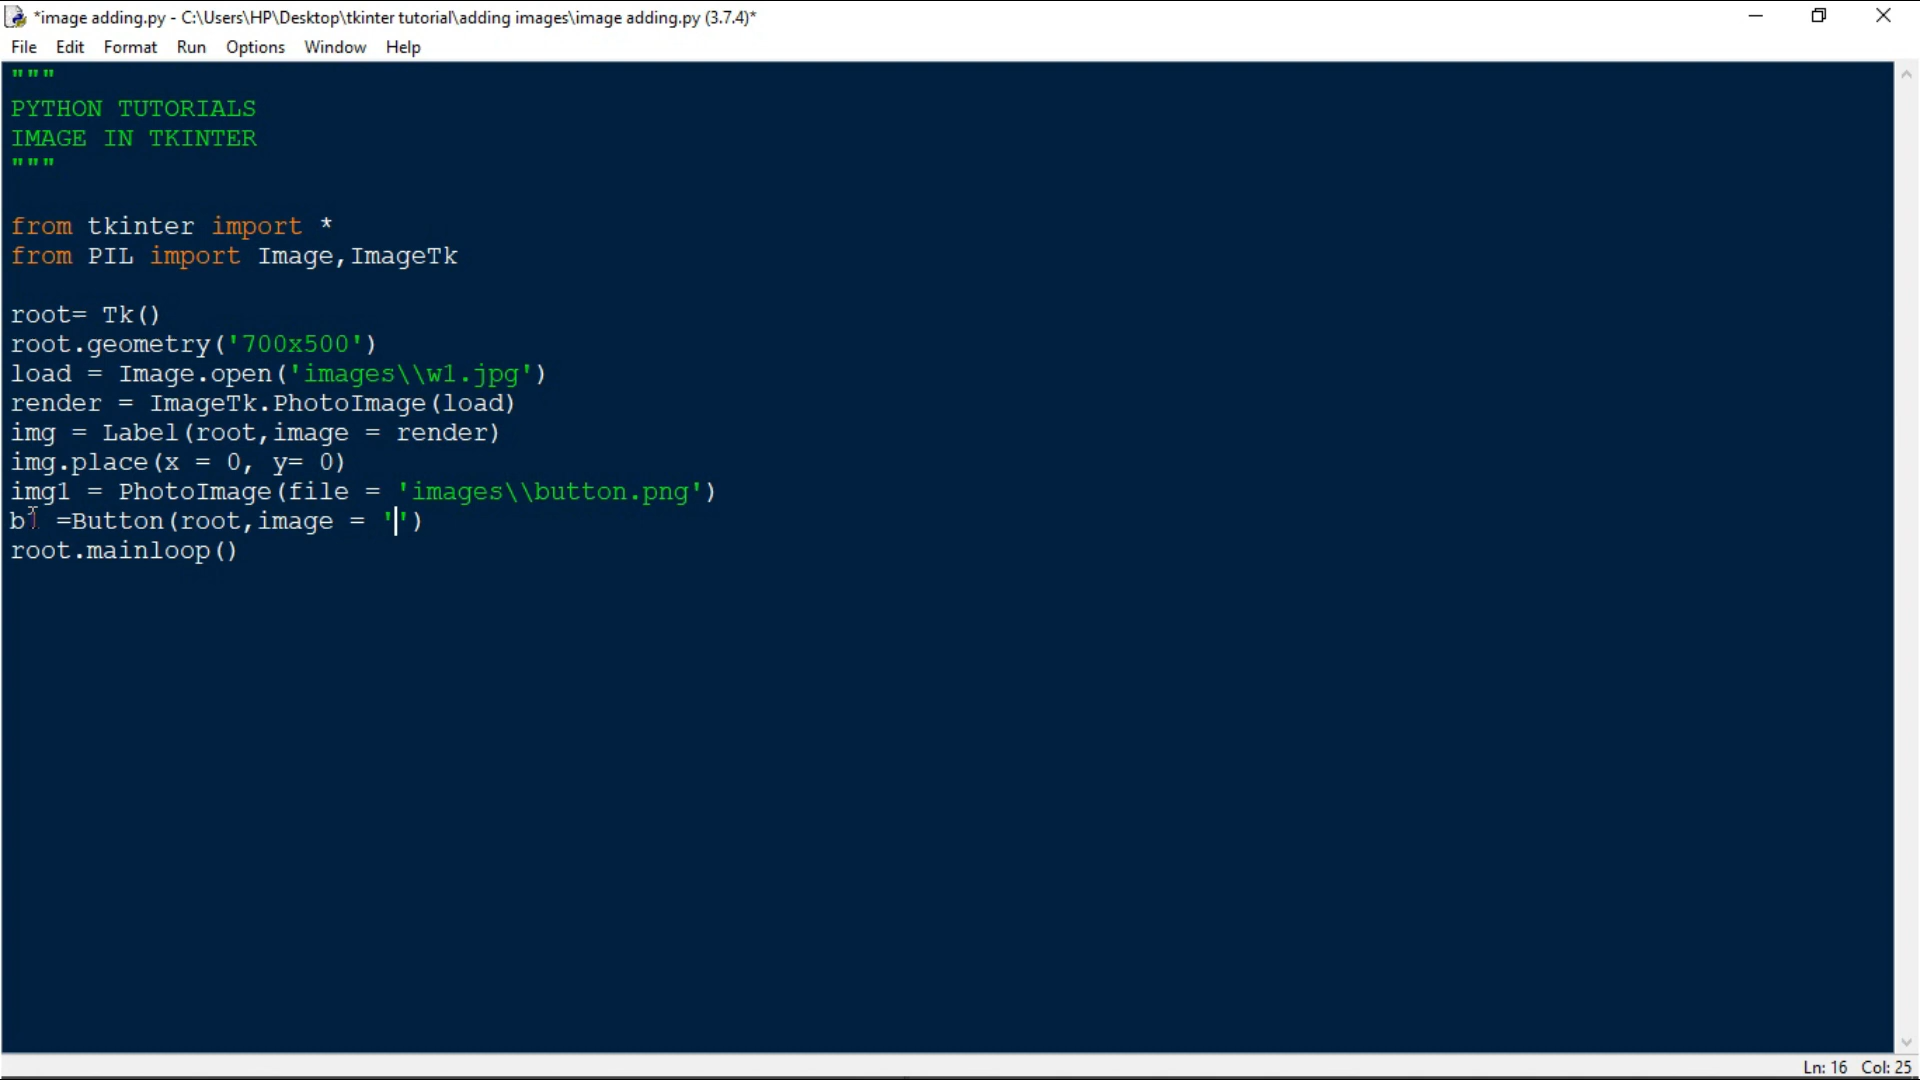 *image adding.py - C:\Users\HP\Desktop\tkinter tutorial\adding images\image adding.py (3.7.4)*
File Edit Format Run Options Window Help
"""
PYTHON TUTORIALS
IMAGE IN TKINTER
"""
from tkinter import *
from PIL import Image,ImageTk
root= Tk()
root.geometry('700x500')
load = Image.open('images\\w1.jpg')
render = ImageTk.PhotoImage(load)
img = Label(root,image = render)
img.place(x = 0, y= 0)
img1 = PhotoImage(file = 'images\\button.png')
b1 =Button(root,image = '')
root.mainloop()
Ln: 16 Col: 25